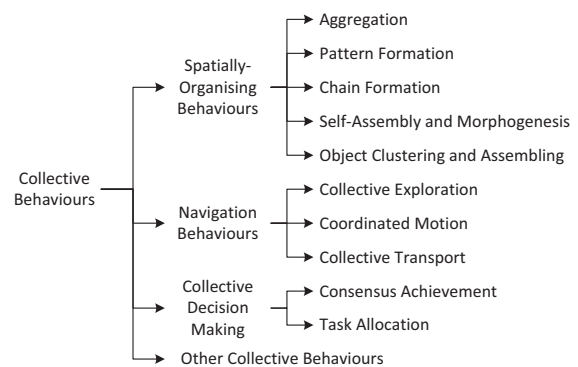 Collective
Behaviours
Spatially-
Organising
Behaviours
Aggregation
Pattern Formation
Chain Formation
Self-Assembly and Morphogenesis
Object Clustering and Assembling
Navigation
Behaviours
Collective Exploration
Coordinated Motion
Collective Transport
Collective
Decision
Making
Consensus Achievement
Task Allocation
Other Collective Behaviours